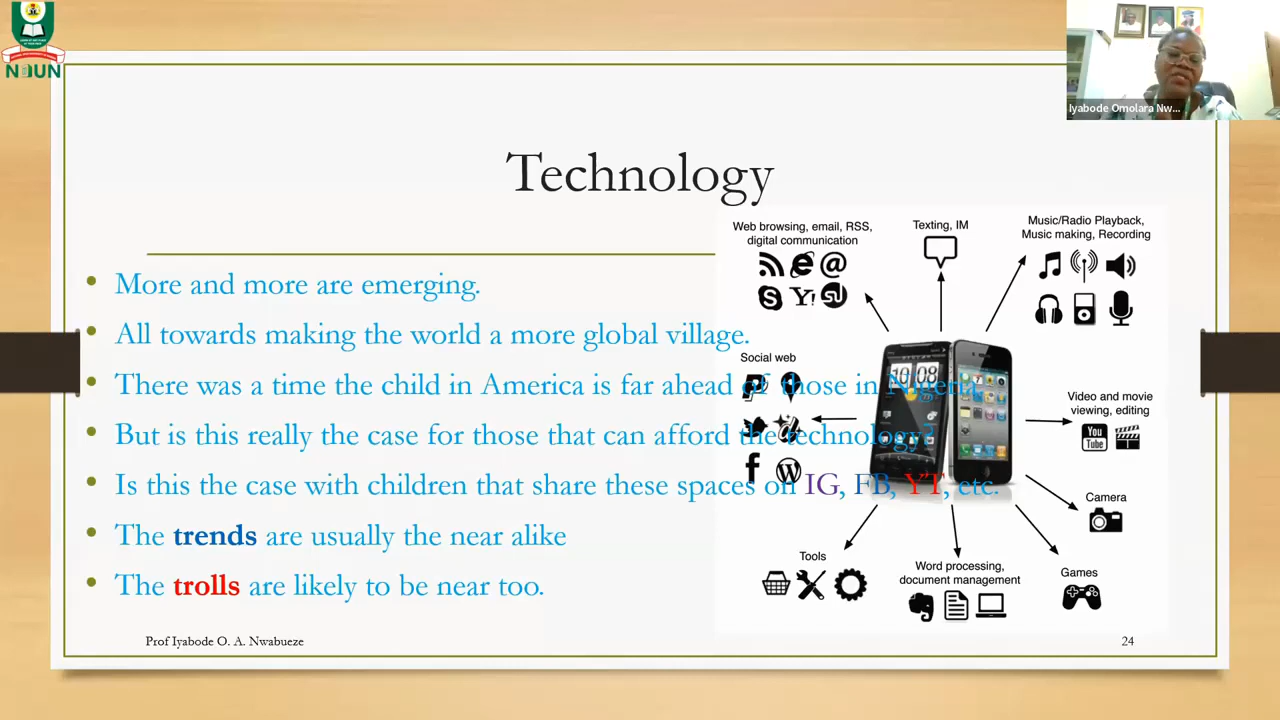 NOUN
Iyabode Omolara Nw...
Technology
Web browsing, email, RSS,
digital communication
Texting, IM
Music/Radio Playback,
Music making, Recording
More and more are emerging.
All towards making the world a more global village.
There was a time the child in America is far ahead of those in Nigeria
But is this really the case for those that can afford the technology?
Is this the case with children that share these spaces on IG, FB, YT, etc.
The trends are usually the near alike
The trolls are likely to be near too.
Social web
Video and movie
viewing, editing
You
Tube
Camera
Tools
Word processing,
document management
Games
Prof Iyabode O. A. Nwabueze
24